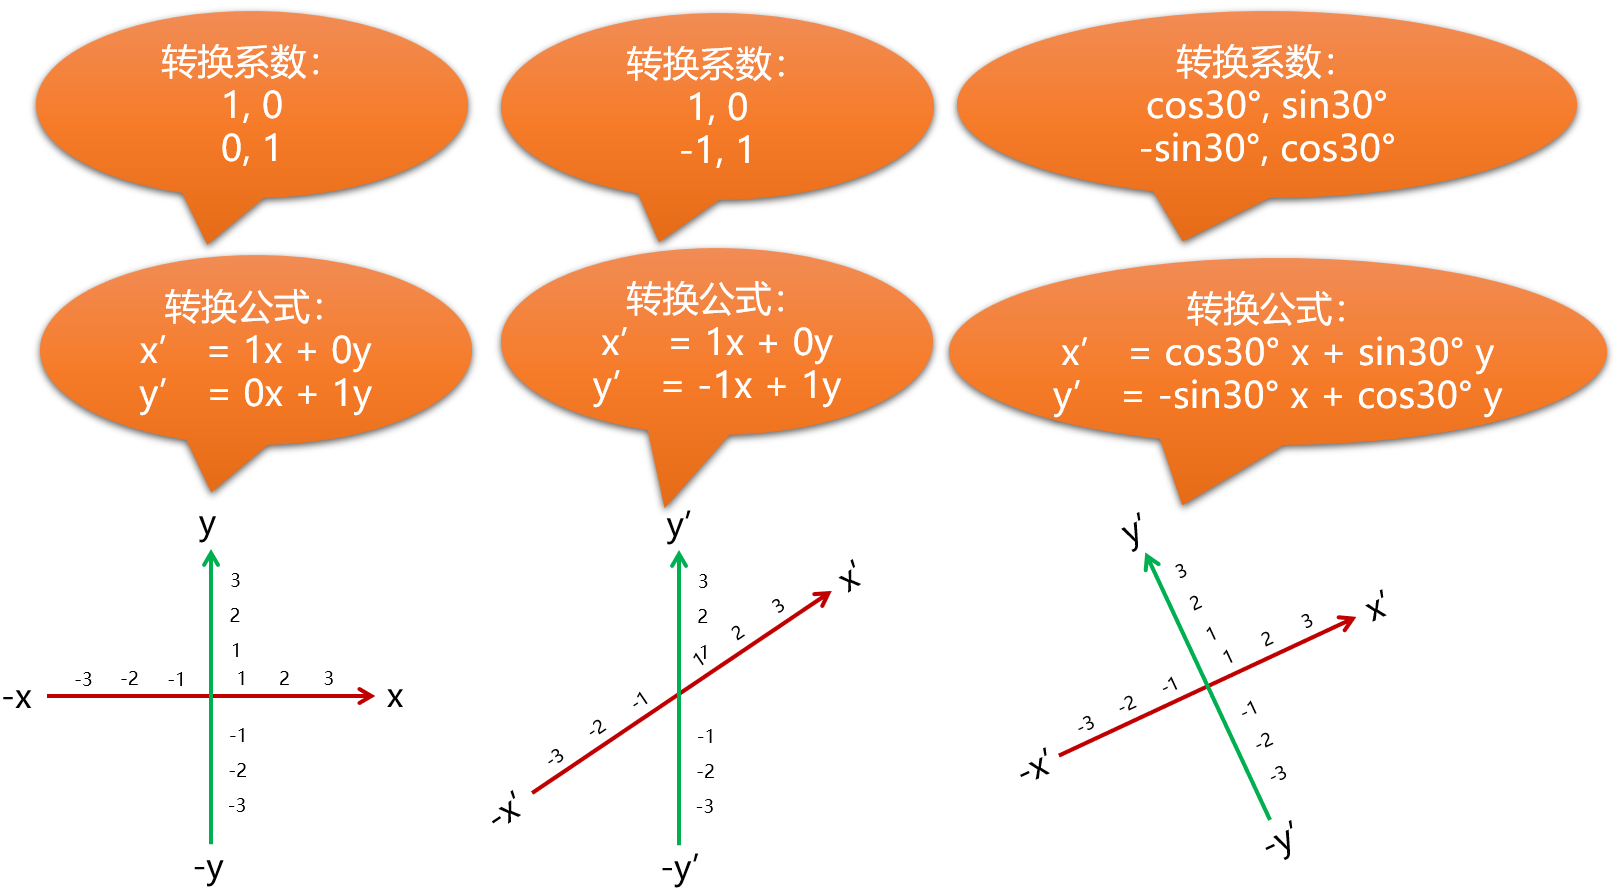 转换系数：
1, 0
0, 1
转换系数：
1, 0
-1, 1
转换系数：
cos30°, sin30°
-sin30°, cos30°
转换公式：
x′ = 1x + 0y
y′ = 0x + 1y
转换公式：
x′ = 1x + 0y
y′ = -1x + 1y
转换公式：
x′ = cos30° x + sin30° y
y′ = -sin30° x + cos30° y
y
3
2
1
-3 -2 -1 1 2 3
-x x
-1
-2
-3
-y
y′
x′
3
2
1
3
2
1
-1
-2
-3
-x′
-1
-2
-3
-y′
y′
3
2
1
x′
3
2
1
-1
-2
-3
-x′
-1
-2
-3
-y′